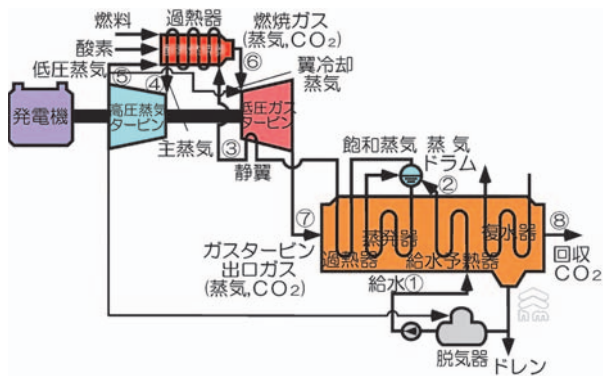 燃料
酸素
低圧蒸気
過熱器
燃焼ガス
(蒸気,CO₂)
⑥
翼冷却
蒸気
⑤
④
発電機
高圧蒸気
タービン
低圧ガス
タービン
主蒸気
③
静翼
飽和蒸気
蒸気
ドラム
②
⑦
ガスタービン
出口ガス
(蒸気,CO₂)
過熱器
蒸発器
給水予熱器
復水器
⑧
回収
CO₂
給水①
脱気器
ドレン